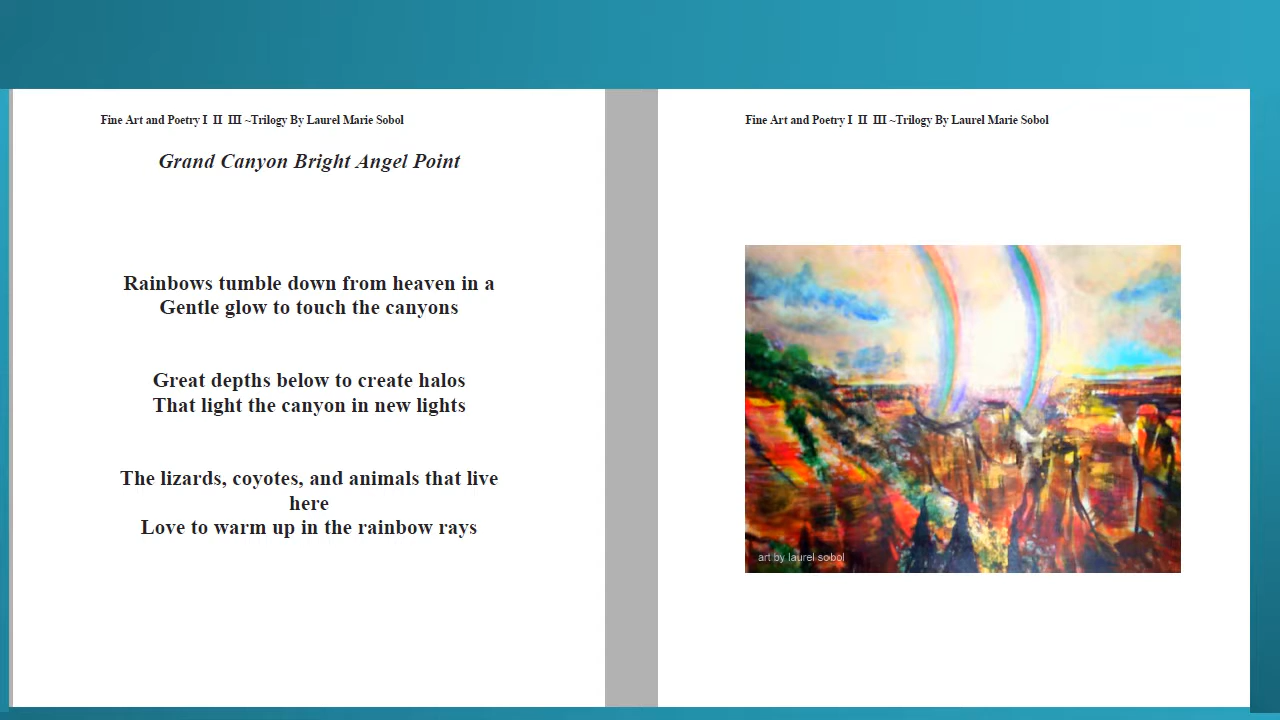 Fine Art and Poetry I II III ~Trilogy By Laurel Marie Sobol
Grand Canyon Bright Angel Point
Rainbows tumble down from heaven in a
Gentle glow to touch the canyons
Great depths below to create halos
That light the canyon in new lights
The lizards, coyotes, and animals that live
here
Love to warm up in the rainbow rays
Fine Art and Poetry I II III ~Trilogy By Laurel Marie Sobol
art by laurel sobol